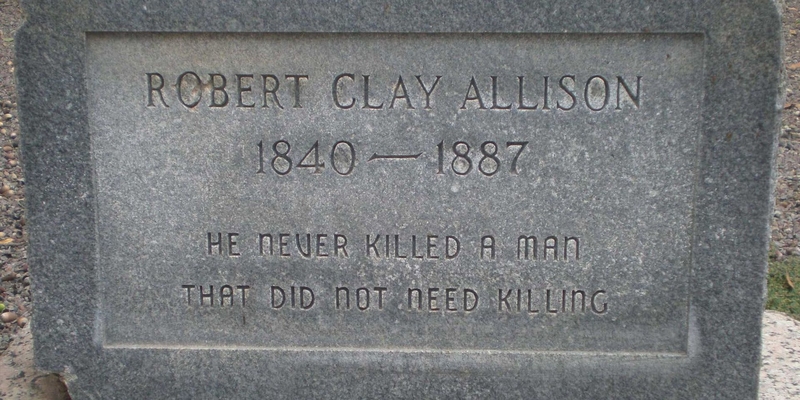 ROBERT CLAY ALLISON
1840 — 1887
HE NEVER KILLED A MAN
THAT DID NOT NEED KILLING